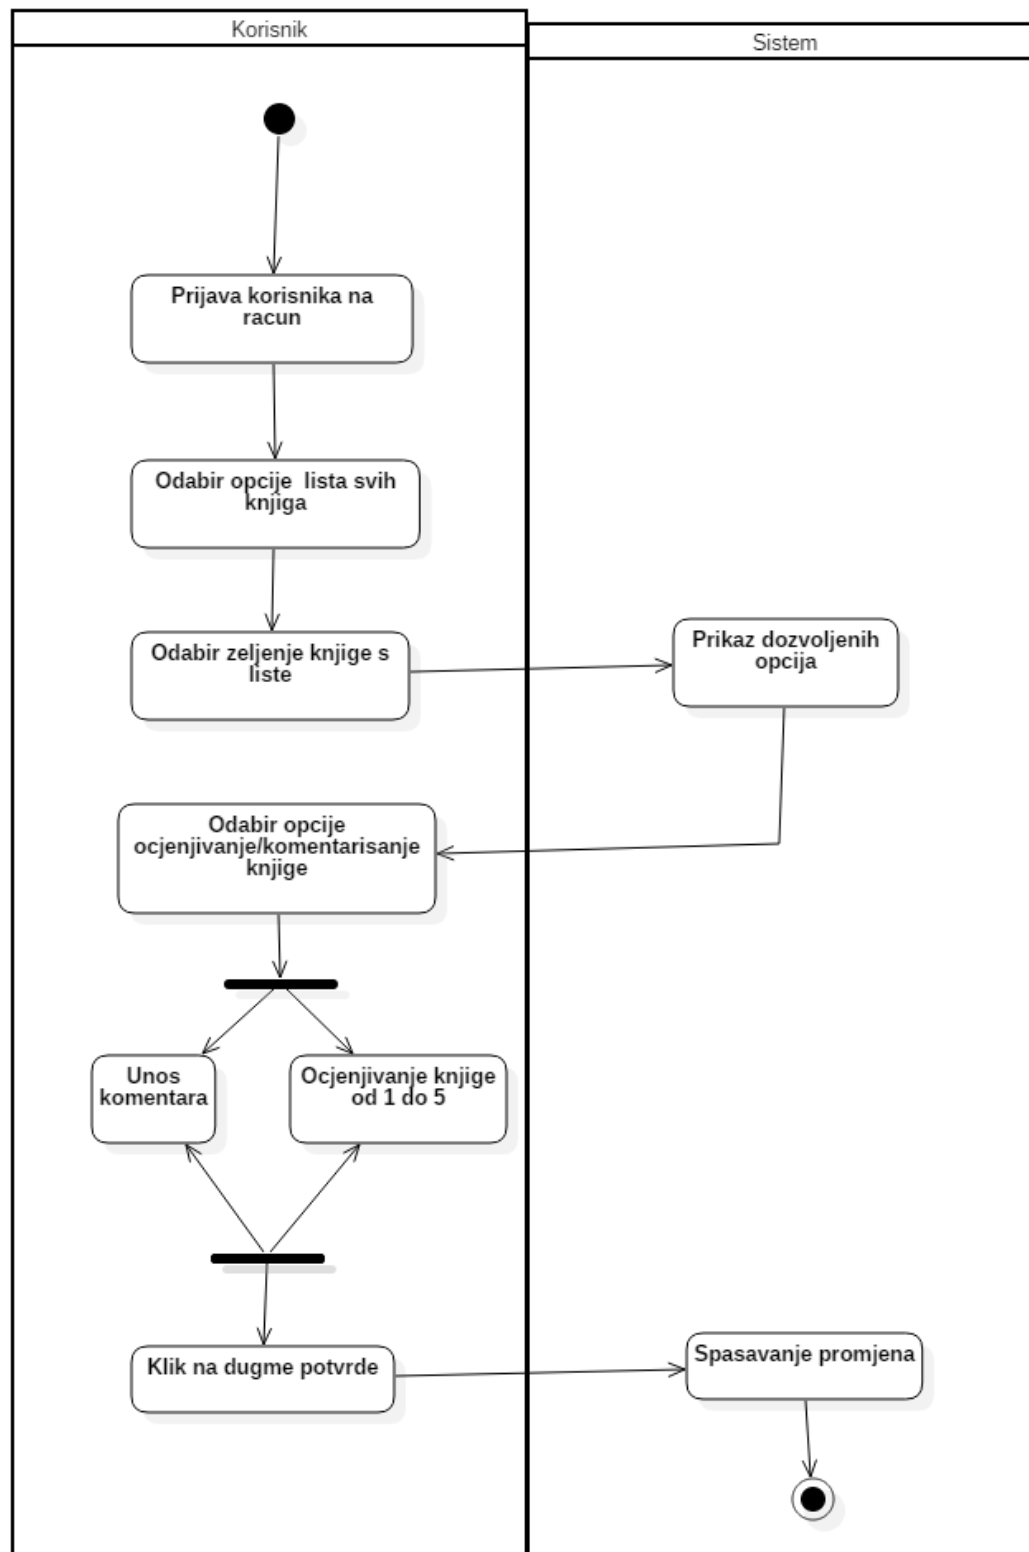 Korisnik
Sistem
Prijava korisnika na
racun
Odabir opcije  lista svih
knjiga
Odabir zeljenje knjige s
liste
Prikaz dozvoljenih
opcija
Odabir opcije
ocjenjivanje/komentarisanje
knjige
Unos
komentara
Ocjenjivanje knjige
od 1 do 5
Klik na dugme potvrde
Spasavanje promjena